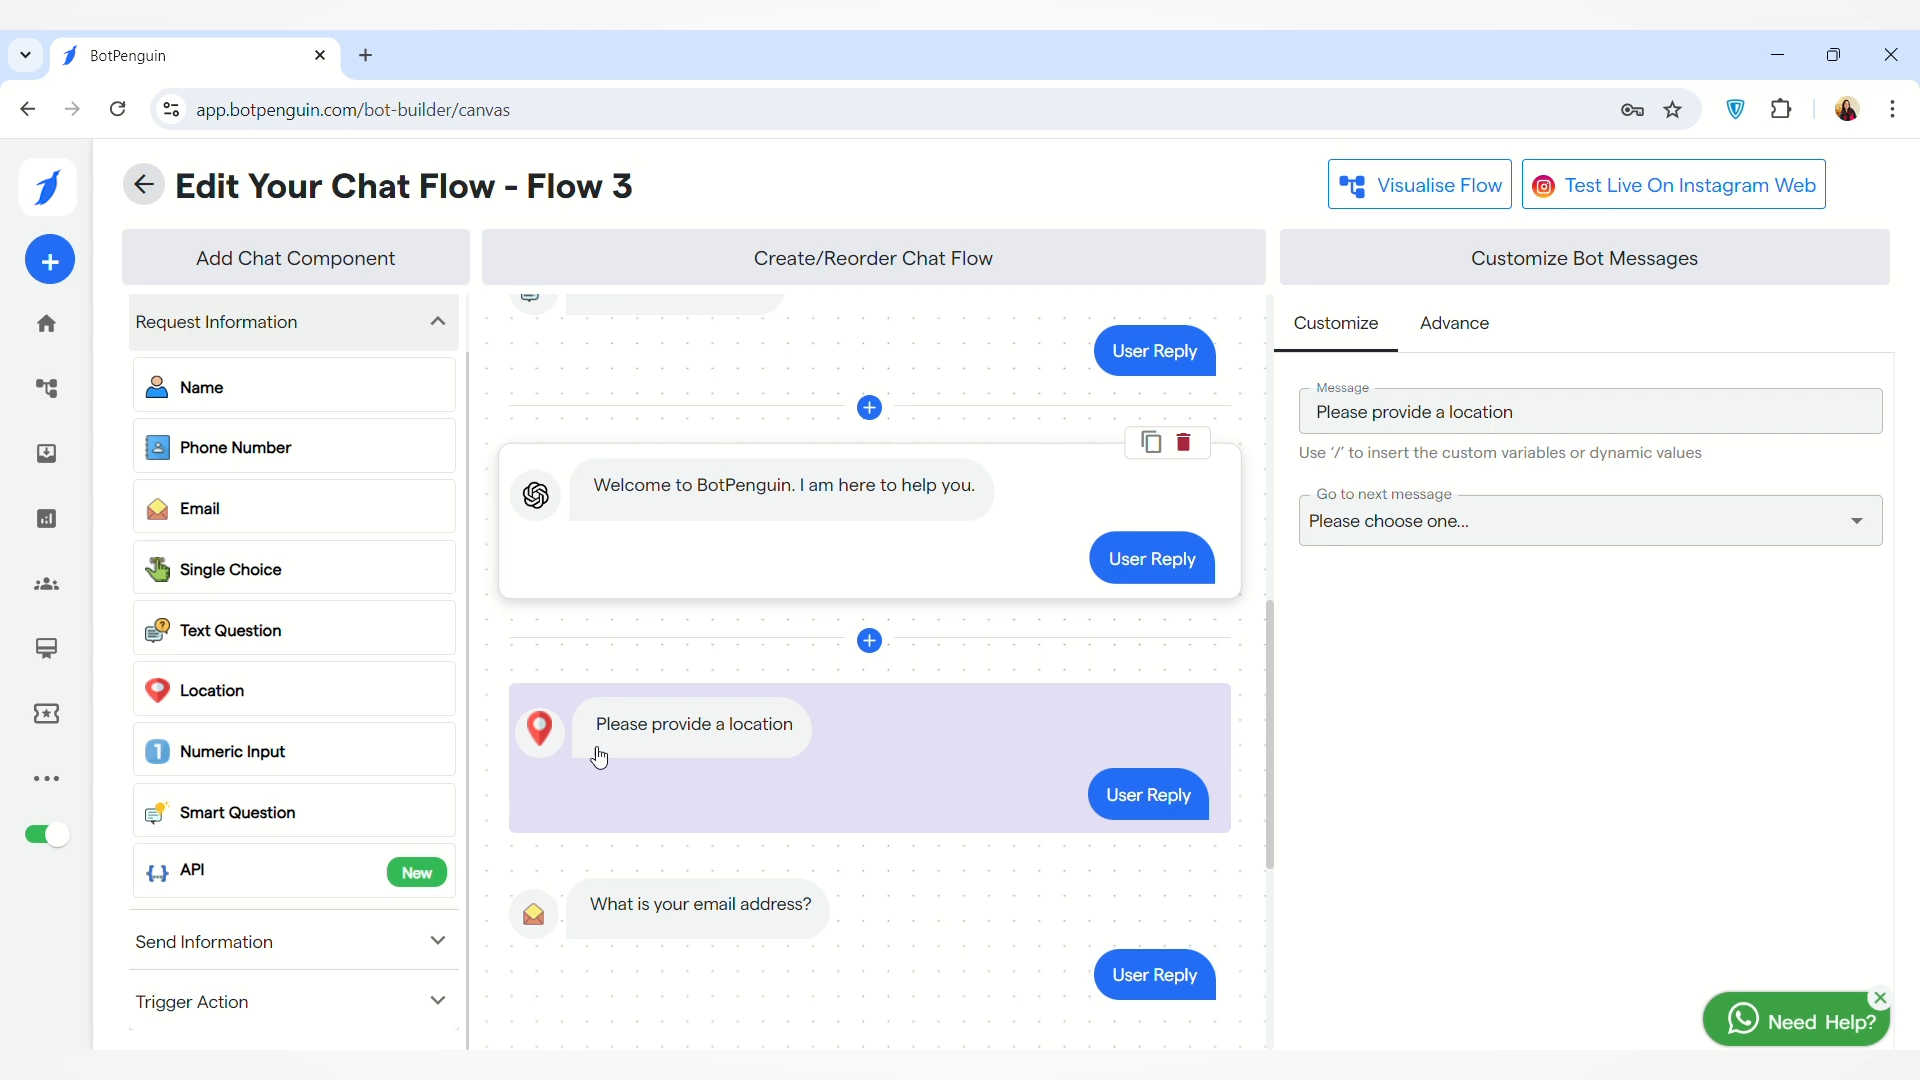 BotPenguin
app.botpenguin.com/bot-builder/canvas
Edit Your Chat Flow - Flow 3
Visualise Flow
Test Live On Instagram Web
Add Chat Component
Create/Reorder Chat Flow
Customize Bot Messages
Request Information
Name
Phone Number
Email
Single Choice
Text Question
Location
1 Numeric Input
Smart Question
API
New
Send Information
Trigger Action
User Reply
Welcome to BotPenguin. I am here to help you.
User Reply
Please provide a location
User Reply
What is your email address?
User Reply
Customize
Advance
Message
Please provide a location
Use '/' to insert the custom variables or dynamic values
Go to next message
Please choose one...
Need Help?